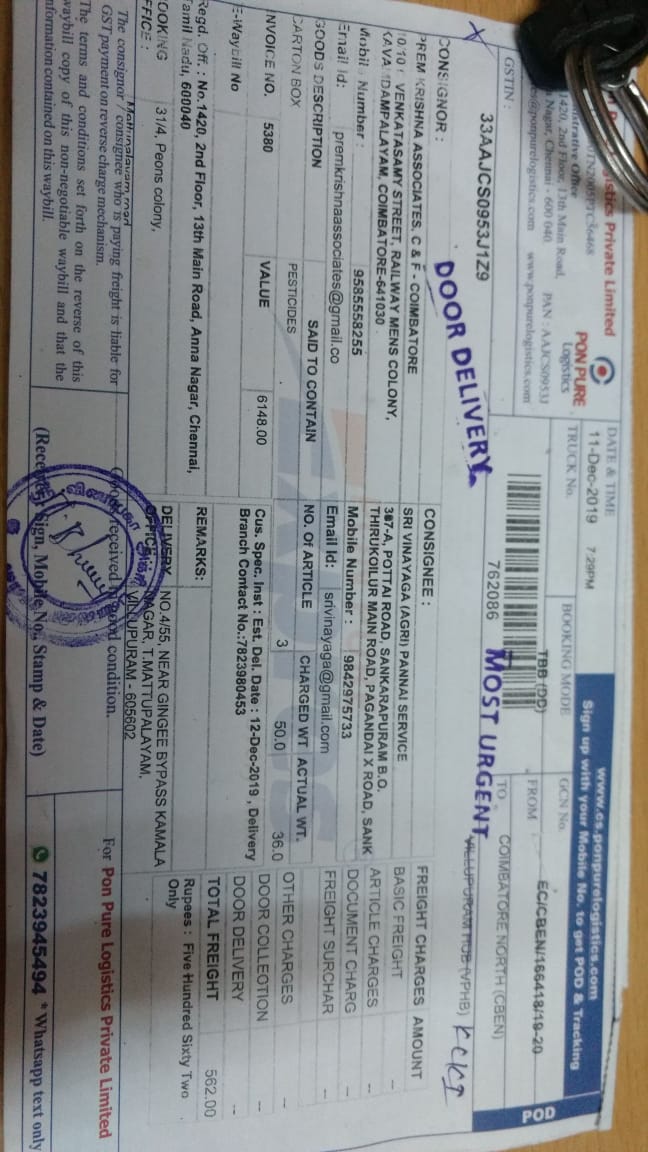 www.cs.ponpurelogistics.com
Sign up with your Mobile No. to get POD & Tracking
POD
gistics Private Limited
PON PURE
Logistics
istrative Office
1420, 2nd Floor, 13th Main Road,
Nagar, Chennai - 600 040.
PAN : AAJCS0953J
@ponpurelogistics.com www.ponpurelogistics.com
GSTIN :
33AAJCS0953J1Z9
DATE & TIME
11-Dec-2019 7:29PM
TRUCK No.
BOOKING MODE
TBB (DD)
GCN No.
EC/CBEN/166418/19-20
762086
FROM
COIMBATORE NORTH (CBEN)
TO
VILLUPURAM HUB (VPHB)
DOOR DELIVERY
MOST URGENT
CONSIGNOR :
PREM KRISHNA ASSOCIATES, C & F - COIMBATORE
VENKATASAMY STREET, RAILWAY MENS COLONY,
COIMBATORE-641030
Number : 9585558255
Email Id: premkrishnaassociates@gmail.co
CONSIGNEE :
SRI VINAYAGA (AGRI) PANNAI SERVICE
POTTAI ROAD, SANKARAPURAM B.O,
THIRUKOILUR MAIN ROAD, PAGANDAI X ROAD, SANK
Mobile Number : 9842975733
Email Id: srivinayaga@gmail.com
GOODS DESCRIPTION SAID TO CONTAIN NO. OF ARTICLE CHARGED WT ACTUAL WT.
CARTON BOX PESTICIDES 3 50.0 36.0
INVOICE NO. 5380 VALUE 6148.00
Cus. Spec. Inst : Est. Del. Date : 12-Dec-2019 , Delivery
Branch Contact No.:7823980453
E-Waybill No
REMARKS:
Regd. Off. : No.1420, 2nd Floor, 13th Main Road, Anna Nagar, Chennai,
Tamil Nadu, 600040
BOOKING OFFICE : 31/4, Peons colony,
Mettupalayam road
DELIVERY OFFICE NO.4/55, NEAR GINGEE BYPASS KAMALA
NAGAR, T.MATTUPALAYAM,
VILLUPURAM - 605602
FREIGHT CHARGES AMOUNT
BASIC FREIGHT --
ARTICLE CHARGES --
DOCUMENT CHARG --
FREIGHT SURCHAR --
OTHER CHARGES --
DOOR COLLECTION --
DOOR DELIVERY --
TOTAL FREIGHT 562.00
Rupees : Five Hundred Sixty Two
Only
The consignor / consignee who is paying freight is liable for
GST payment on reverse charge mechanism.
The terms and conditions set forth on the reverse of this
waybill copy of this non-negotiable waybill and that the
information contained on this waybill.
received in good condition.
Sign, Mobile No., Stamp & Date)
For Pon Pure Logistics Private Limited
7823945494 * Whatsapp text only